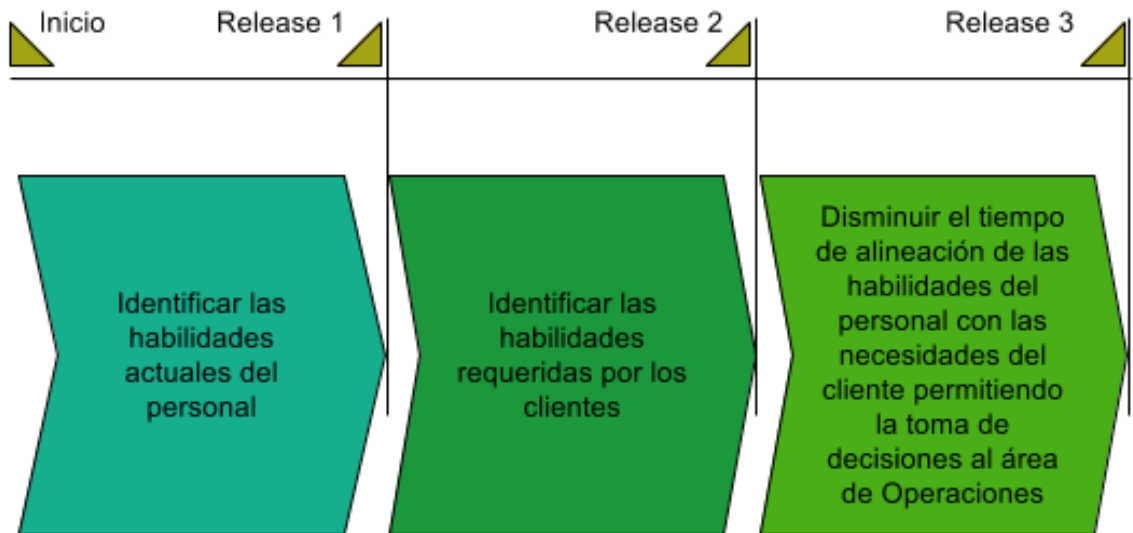 Inicio
Release 1
Release 2
Release 3
Identificar las
habilidades
actuales del
personal
Identificar las
habilidades
requeridas por los
clientes
Disminuir el tiempo
de alineación de las
habilidades del
personal con las
necesidades del
cliente permitiendo
la toma de
decisiones al área
de Operaciones